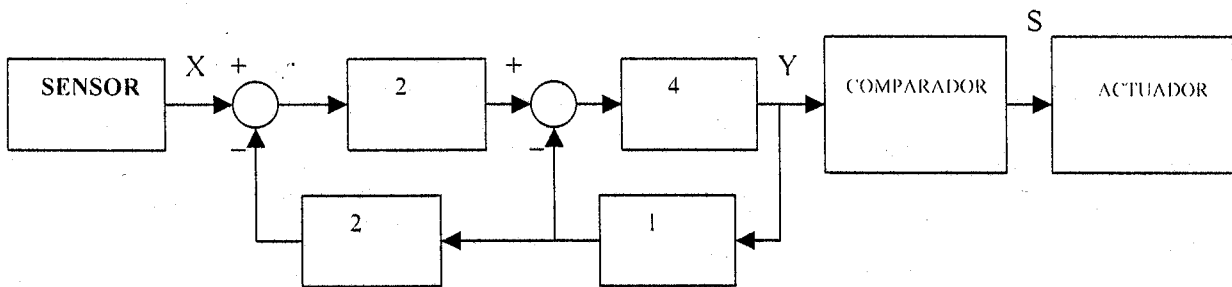 S
X + + Y
SENSOR 2 4 COMPARADOR ACTUADOR
− −
2 1